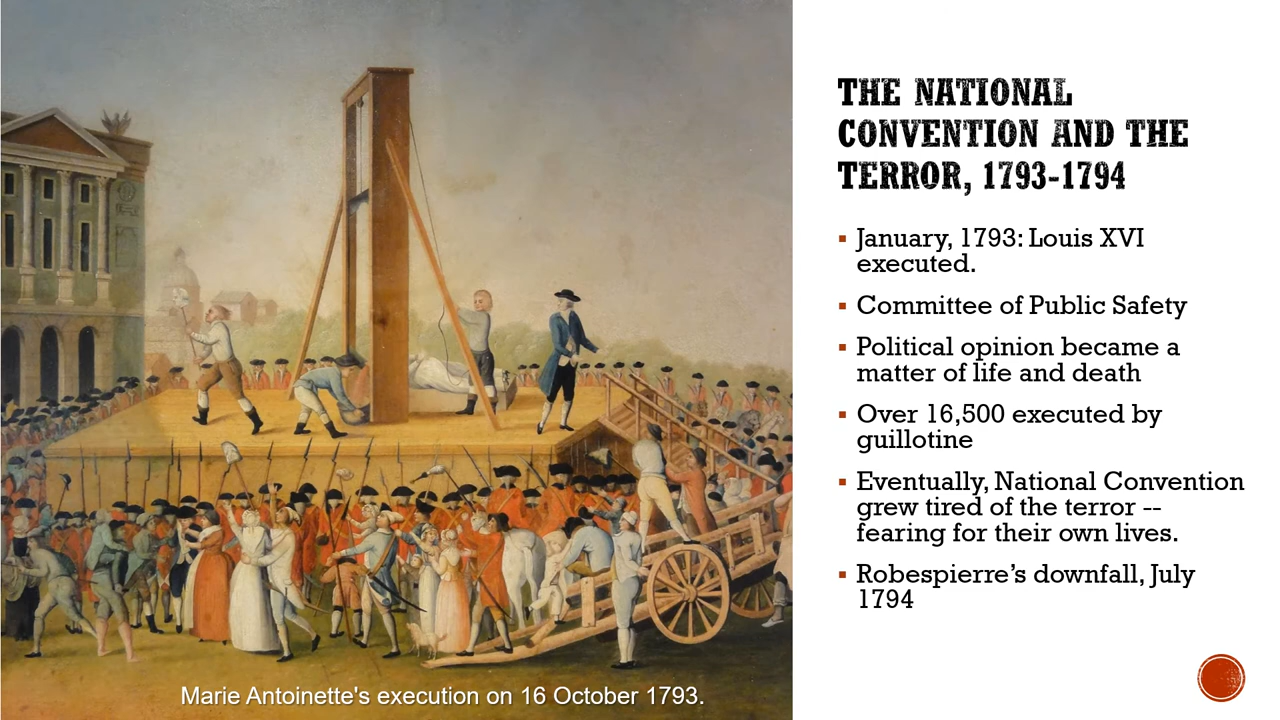 THE NATIONAL
CONVENTION AND THE
TERROR, 1793-1794
▪ January, 1793: Louis XVI
executed.
▪ Committee of Public Safety
▪ Political opinion became a
matter of life and death
▪ Over 16,500 executed by
guillotine
▪ Eventually, National Convention
grew tired of the terror --
fearing for their own lives.
▪ Robespierre’s downfall, July
1794
Marie Antoinette's execution on 16 October 1793.